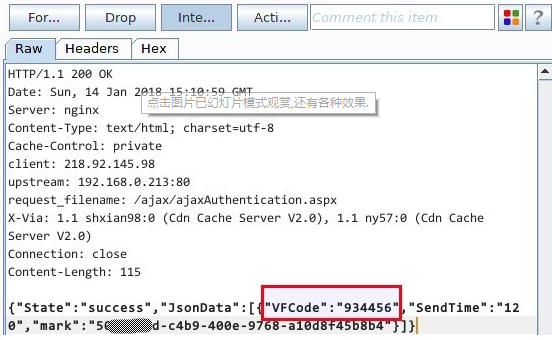 For... Drop Inte... Acti... Comment this item ?
Raw Headers Hex
HTTP/1.1 200 OK
Date: Sun, 14 Jan 2018 15:10:59 GMT
点击图片已幻灯片模式观赏,还有各种效果.
Server: nginx
Content-Type: text/html; charset=utf-8
Cache-Control: private
client: 218.92.145.98
upstream: 192.168.0.213:80
request_filename: /ajax/ajaxAuthentication.aspx
X-Via: 1.1 shxian98:0 (Cdn Cache Server V2.0), 1.1 ny57:0 (Cdn Cache
Server V2.0)
Connection: close
Content-Length: 115
{"State":"success","JsonData":[{"VFCode":"934456","SendTime":"12
0","mark":"56 d-c4b9-400e-9768-a10d8f45b8b4"}]}